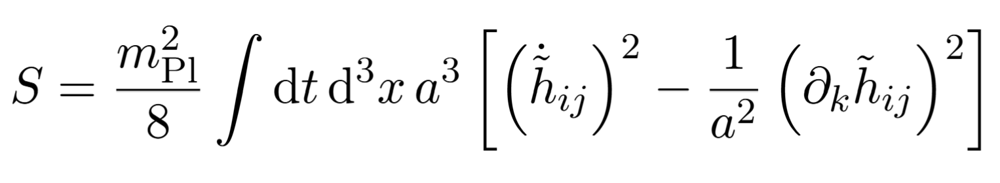 $$S = \frac{m_{\mathrm{Pl}}^2}{8} \int \mathrm{d}t\, \mathrm{d}^3x\, a^3 \left[ \left( \dot{\tilde{h}}_{ij} \right)^2 - \frac{1}{a^2} \left( \partial_k \tilde{h}_{ij} \right)^2 \right]$$